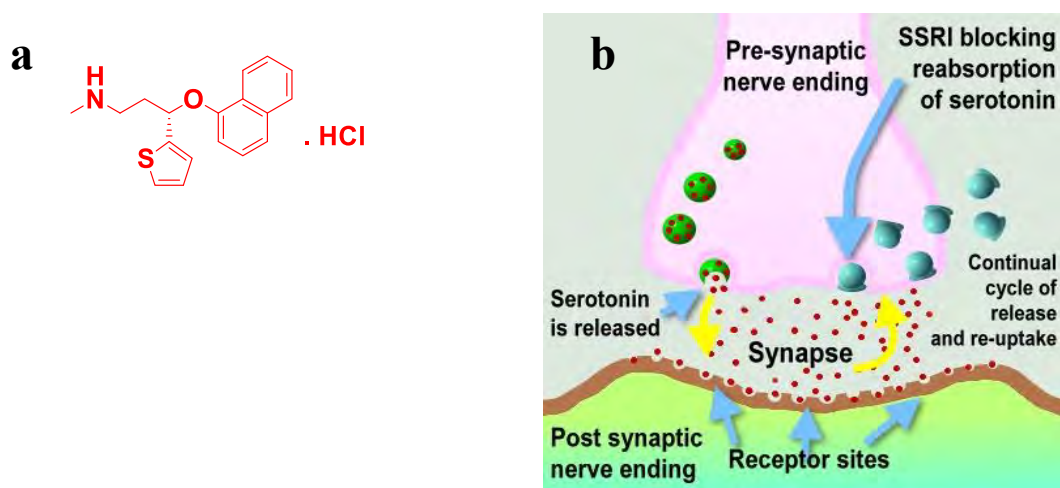 a
H
N
O
S
. HCl
b
Pre-synaptic
nerve ending
SSRI blocking
reabsorption
of serotonin
Serotonin
is released
Synapse
Continual
cycle of
release
and re-uptake
Post synaptic
nerve ending
Receptor sites